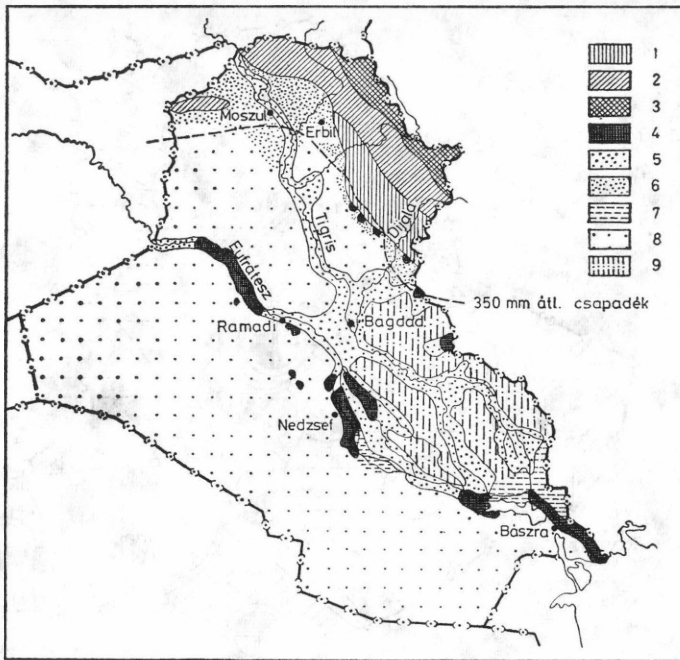 1
2
3
4
5
6
7
8
9
Moszul
Erbil
Tigris
Dijala
Eufrátesz
350 mm átl. csapadék
Ramadi
Bagdad
Nedzsef
Bászra